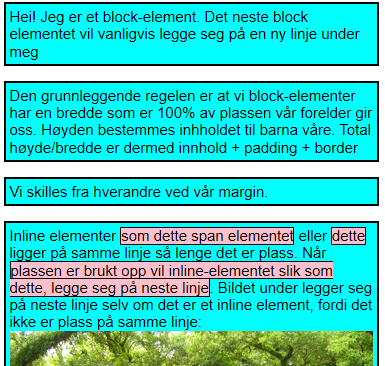 Hei! Jeg er et block-element. Det neste block
elementet vil vanligvis legge seg på en ny linje under
meg
Den grunnleggende regelen er at vi block-elementer
har en bredde som er 100% av plassen vår forelder gir
oss. Høyden bestemmes inhholdet til barna våre. Total
høyde/bredde er dermed innhold + padding + border
Vi skilles fra hverandre ved vår margin.
Inline elementer som dette span elementet eller dette
ligger på samme linje så lenge det er plass. Når
plassen er brukt opp vil inline-elementet slik som
dette, legge seg på neste linje. Bildet under legger seg
på neste linje selv om det er et inline element, fordi det
ikke er plass på samme linje: